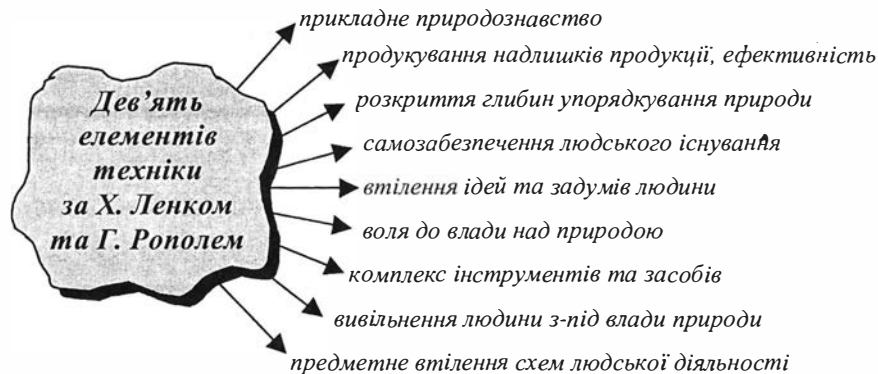 Дев'ять
елементів
техніки
за Х. Ленком
та Г. Рополем
прикладне природознавство
продукування надлишків продукції, ефективність
розкриття глибин упорядкування природи
самозабезпечення людського існування
втілення ідей та задумів людини
воля до влади над природою
комплекс інструментів та засобів
вивільнення людини з-під влади природи
предметне втілення схем людської діяльності